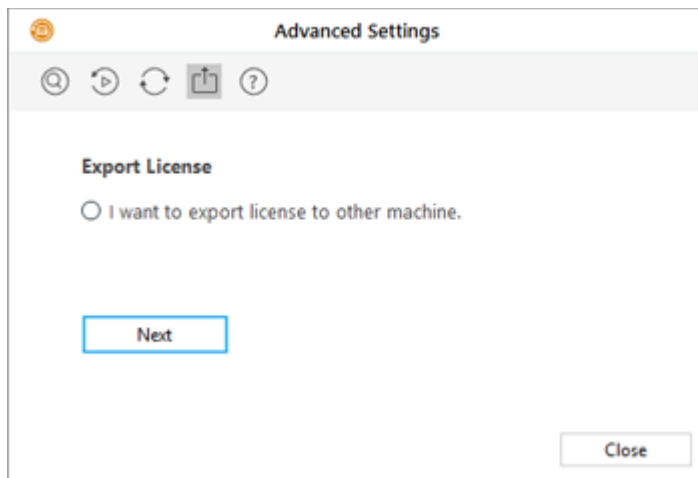 Advanced Settings
Export License
I want to export license to other machine.
Next
Close